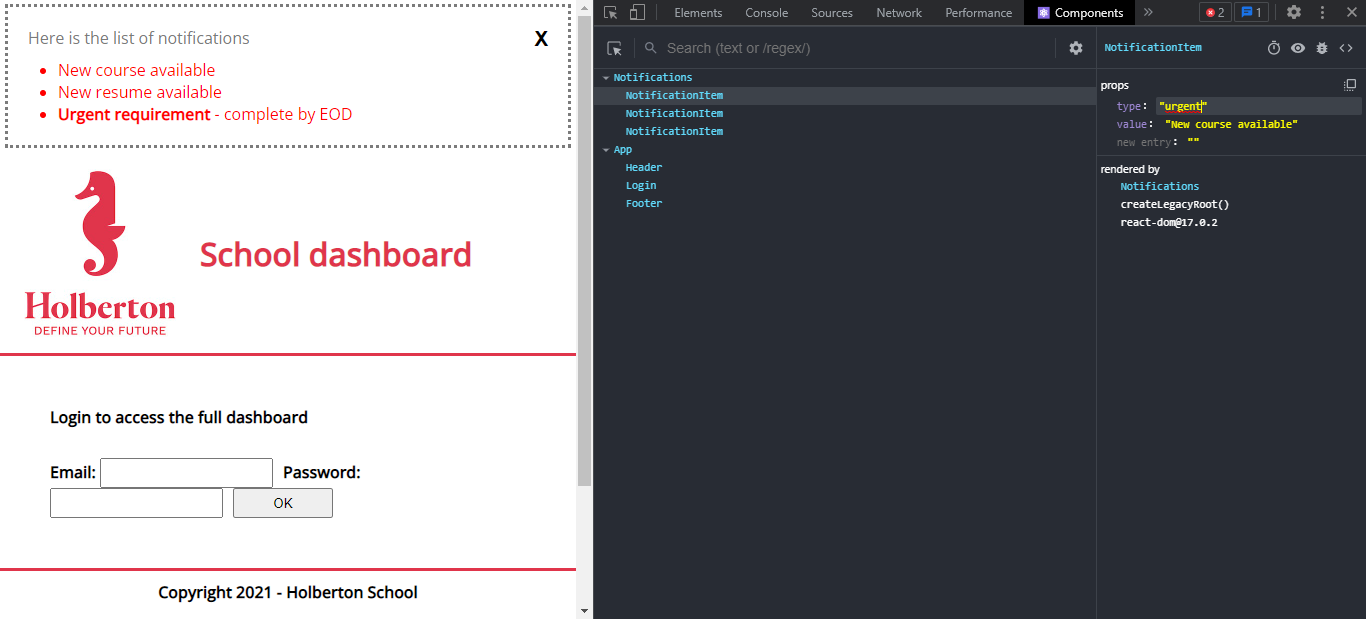 Here is the list of notifications
X
New course available
New resume available
Urgent requirement - complete by EOD
Holberton
DEFINE YOUR FUTURE
School dashboard
Login to access the full dashboard
Email:
Password:
OK
Copyright 2021 - Holberton School
Elements Console Sources Network Performance Components » 2 1
Search (text or /regex/)
Notifications
NotificationItem
NotificationItem
NotificationItem
App
Header
Login
Footer
NotificationItem
props
type: "urgent"
value: "New course available"
new entry: ""
rendered by
Notifications
createLegacyRoot()
react-dom@17.0.2